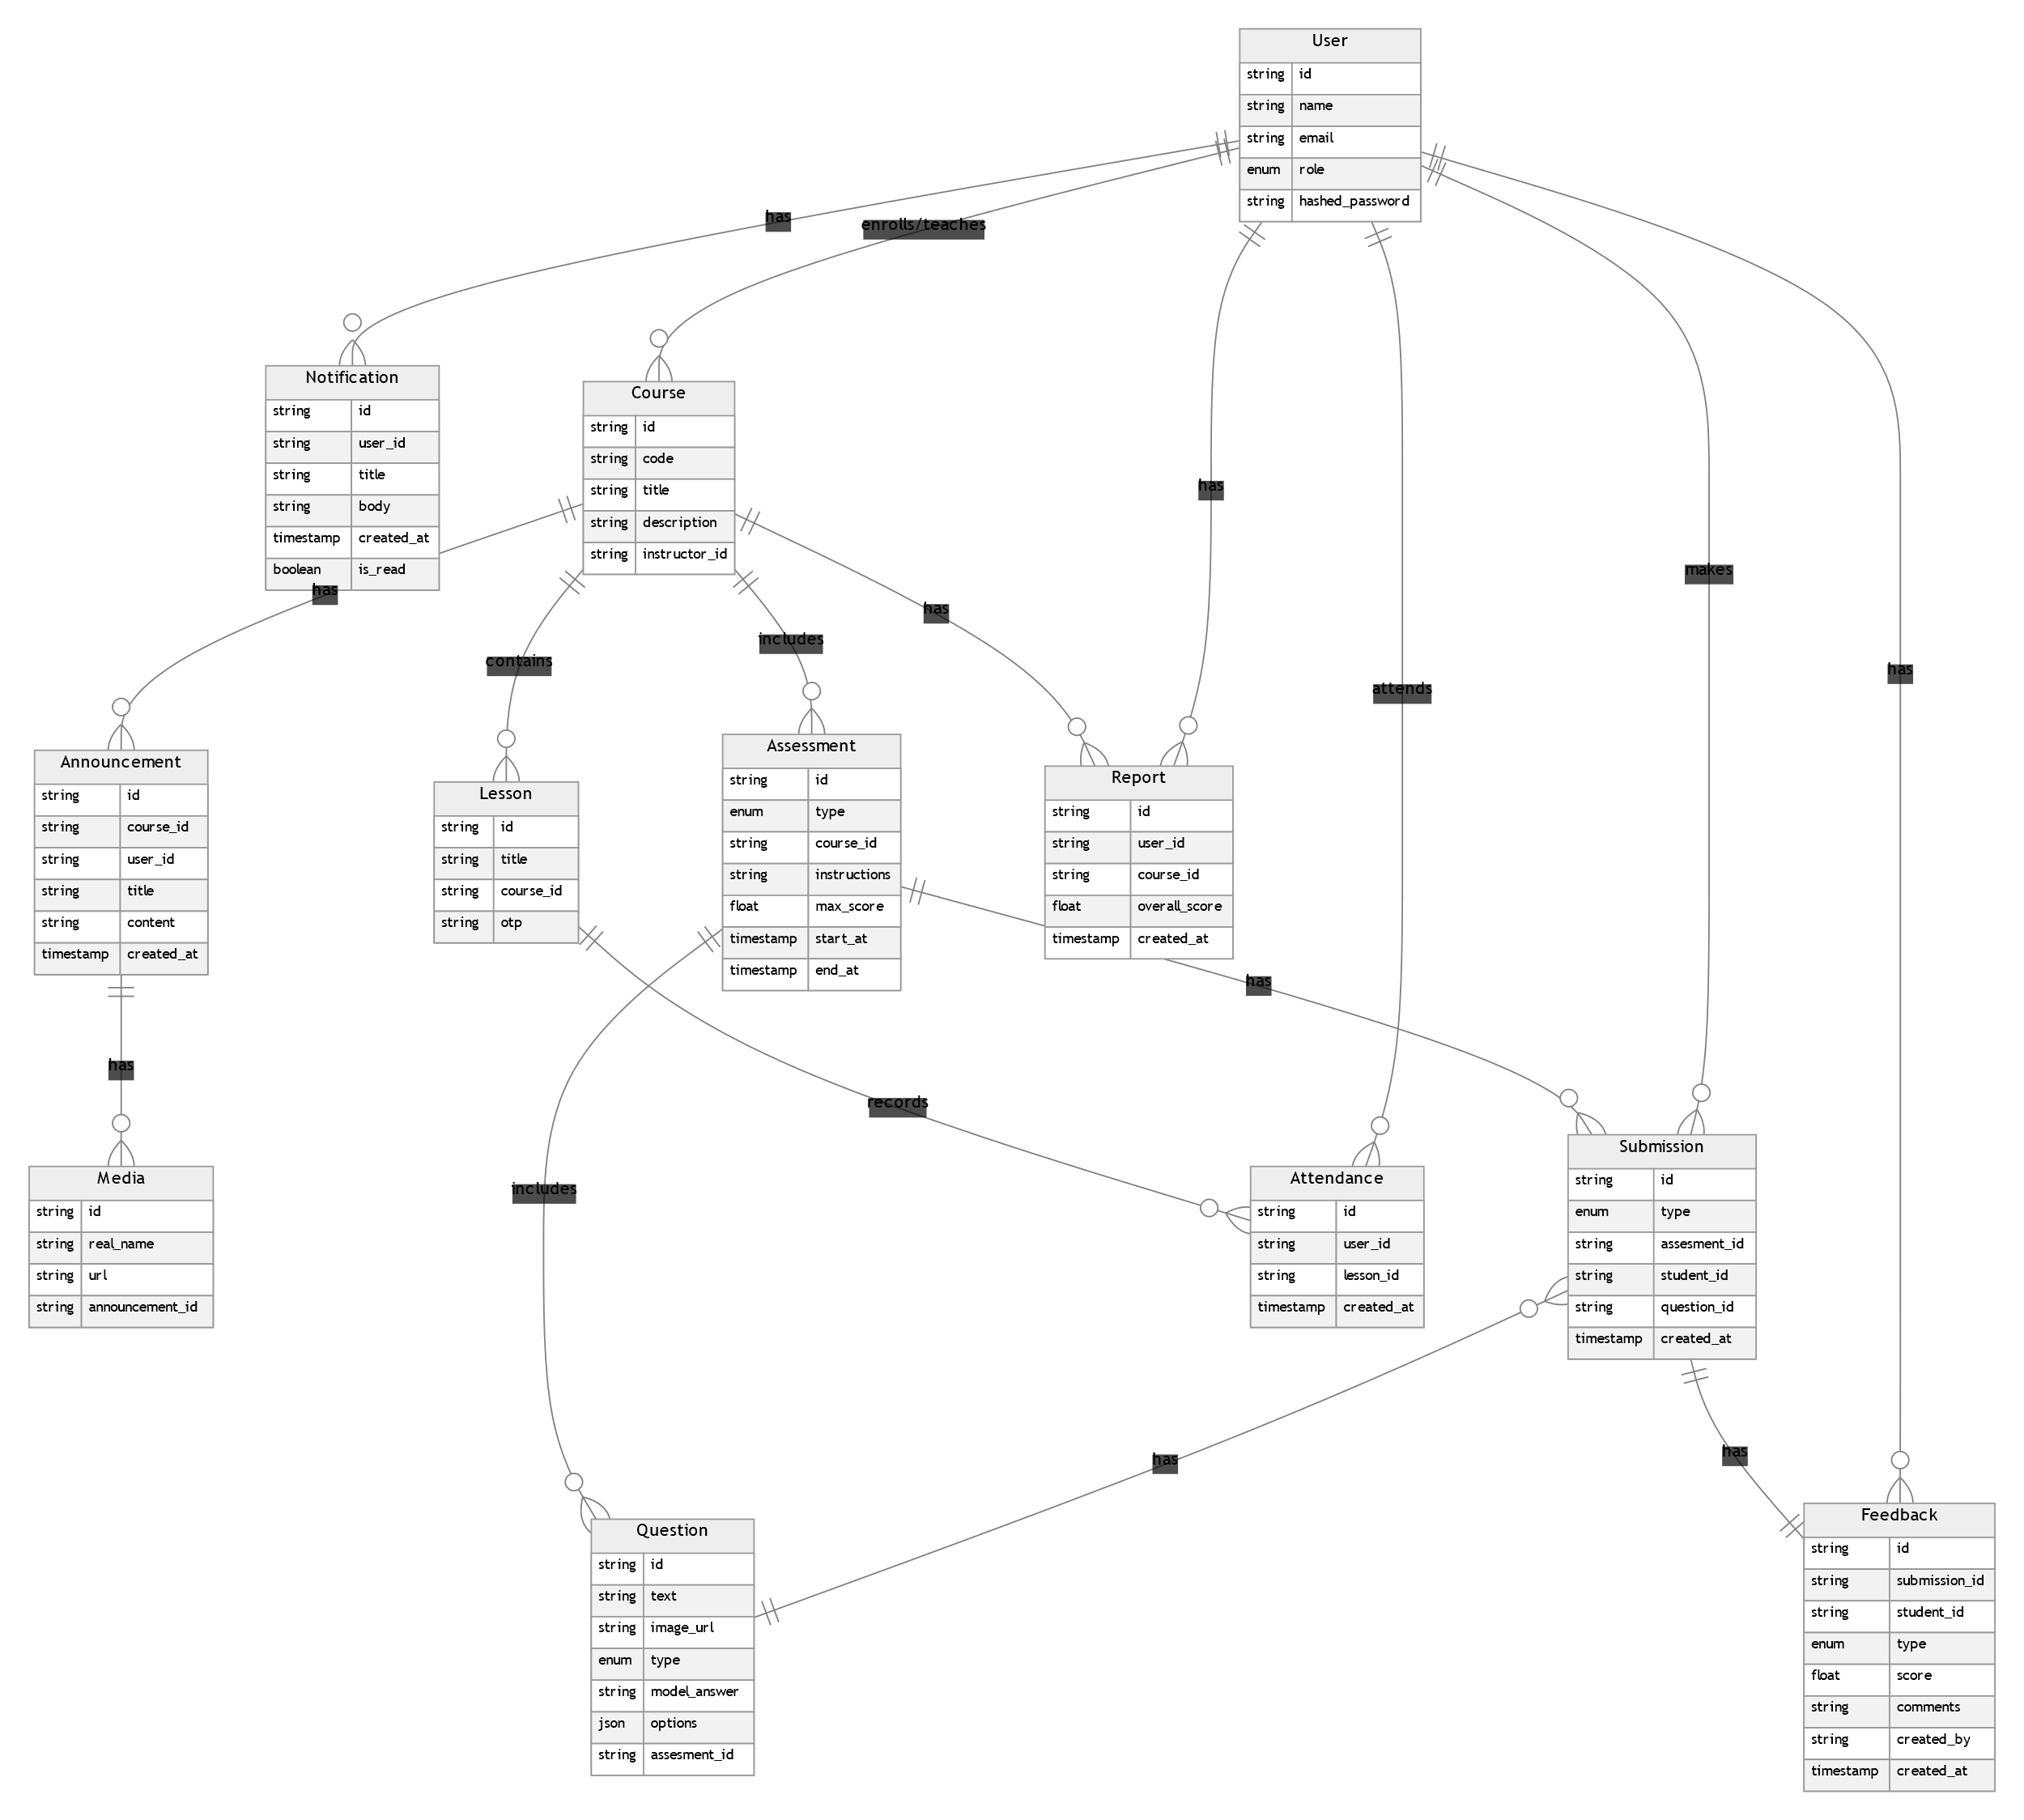 User
string id
string name
string email
enum role
string hashed_password
has
enrolls/teaches
Notification
string id
string user_id
string title
string body
timestamp created_at
boolean is_read
Course
string id
string code
string title
string description
string instructor_id
has
makes
has
has
includes
contains
has
attends
has
Announcement
string id
string course_id
string user_id
string title
string content
timestamp created_at
Lesson
string id
string title
string course_id
string otp
Assessment
string id
enum type
string course_id
string instructions
float max_score
timestamp start_at
timestamp end_at
Report
string id
string user_id
string course_id
float overall_score
timestamp created_at
has
has
records
includes
Media
string id
string real_name
string url
string announcement_id
Attendance
string id
string user_id
string lesson_id
timestamp created_at
Submission
string id
enum type
string assesment_id
string student_id
string question_id
timestamp created_at
has
has
Question
string id
string text
string image_url
enum type
string model_answer
json options
string assesment_id
Feedback
string id
string submission_id
string student_id
enum type
float score
string comments
string created_by
timestamp created_at